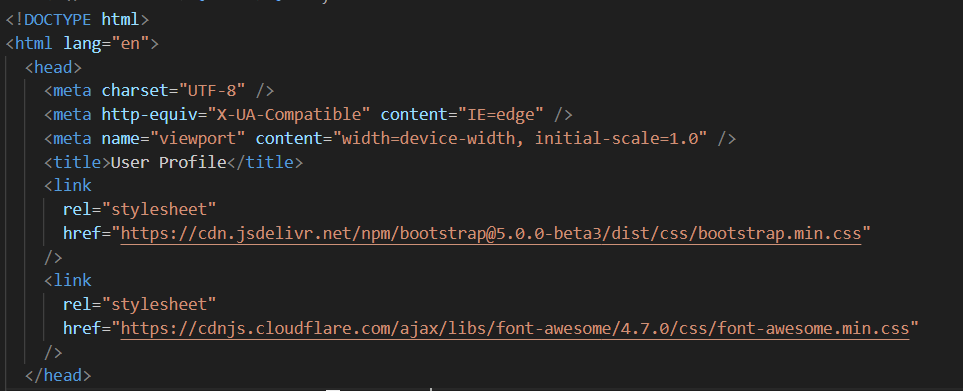 <!DOCTYPE html>
<html lang="en">
<head>
<meta charset="UTF-8" />
<meta http-equiv="X-UA-Compatible" content="IE=edge" />
<meta name="viewport" content="width=device-width, initial-scale=1.0" />
<title>User Profile</title>
<link
rel="stylesheet"
href="https://cdn.jsdelivr.net/npm/bootstrap@5.0.0-beta3/dist/css/bootstrap.min.css"
/>
<link
rel="stylesheet"
href="https://cdnjs.cloudflare.com/ajax/libs/font-awesome/4.7.0/css/font-awesome.min.css"
/>
</head>